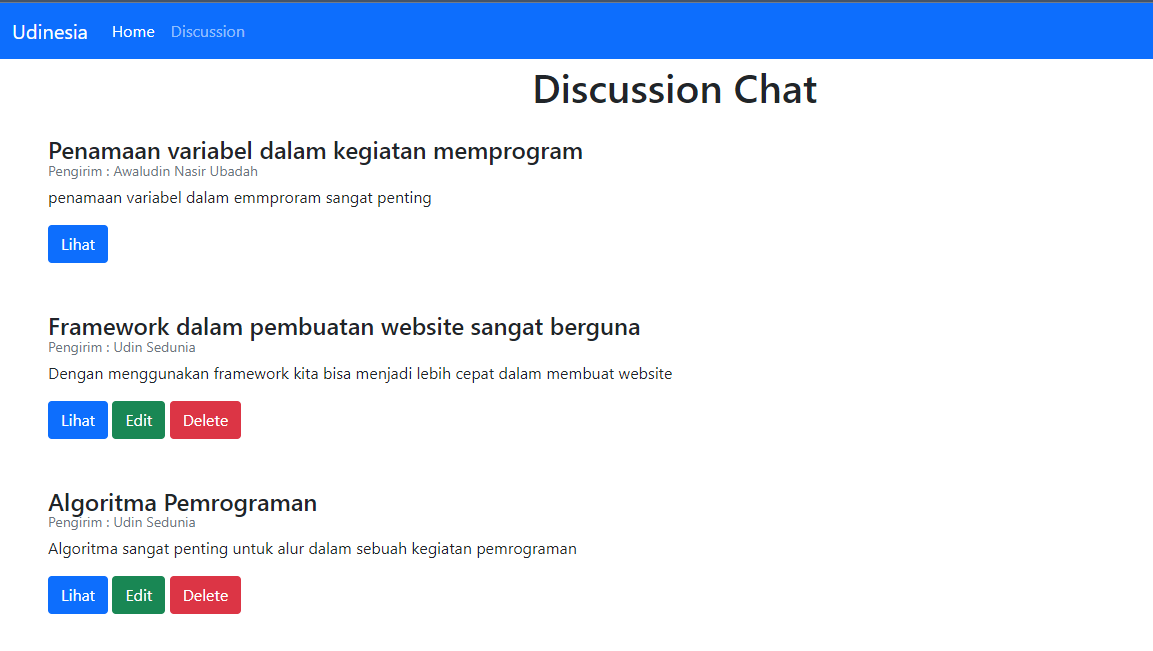 Udinesia Home Discussion
Discussion Chat
Penamaan variabel dalam kegiatan memprogram
Pengirim : Awaludin Nasir Ubadah
penamaan variabel dalam emmproram sangat penting
Lihat
Framework dalam pembuatan website sangat berguna
Pengirim : Udin Sedunia
Dengan menggunakan framework kita bisa menjadi lebih cepat dalam membuat website
Lihat Edit Delete
Algoritma Pemrograman
Pengirim : Udin Sedunia
Algoritma sangat penting untuk alur dalam sebuah kegiatan pemrograman
Lihat Edit Delete